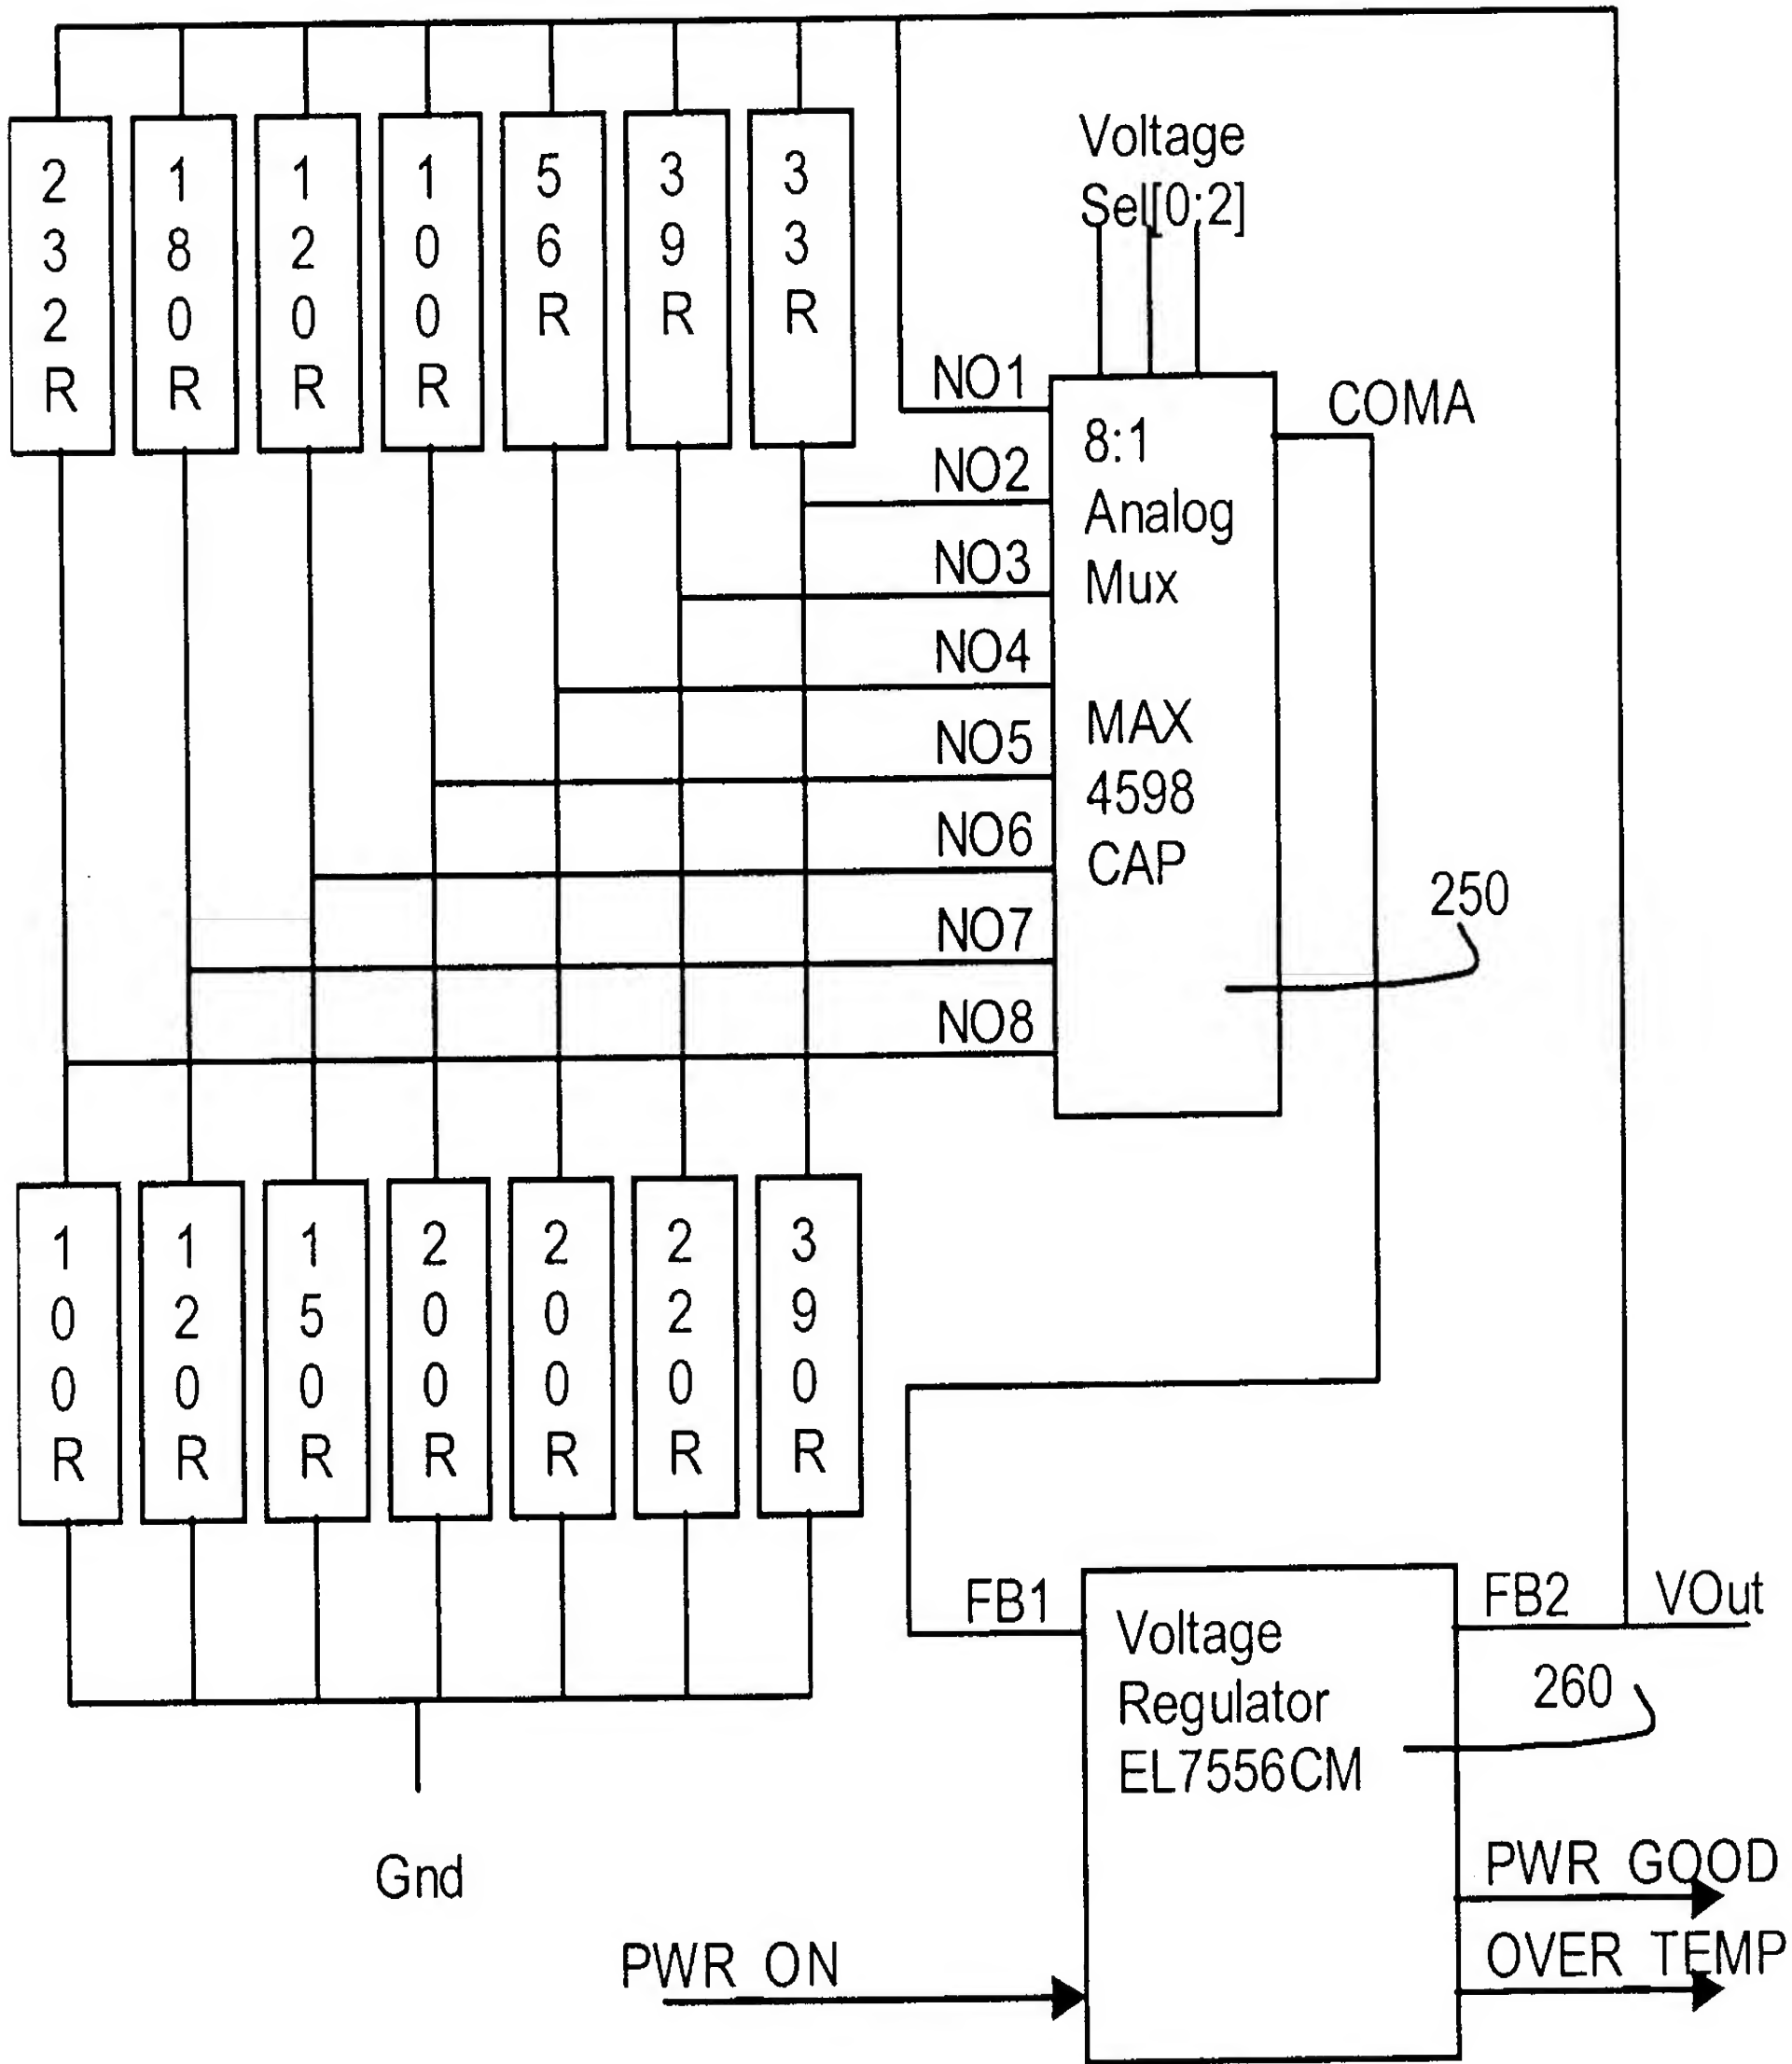 232R
180R
120R
100R
56R
39R
33R
Voltage
Sel[0:2]
NO1
NO2
NO3
NO4
NO5
NO6
NO7
NO8
8:1
Analog
Mux
MAX
4598
CAP
COMA
250
100R
120R
150R
200R
200R
220R
390R
Gnd
FB1
Voltage
Regulator
EL7556CM
FB2
VOut
260
PWR GOOD
OVER TEMP
PWR ON